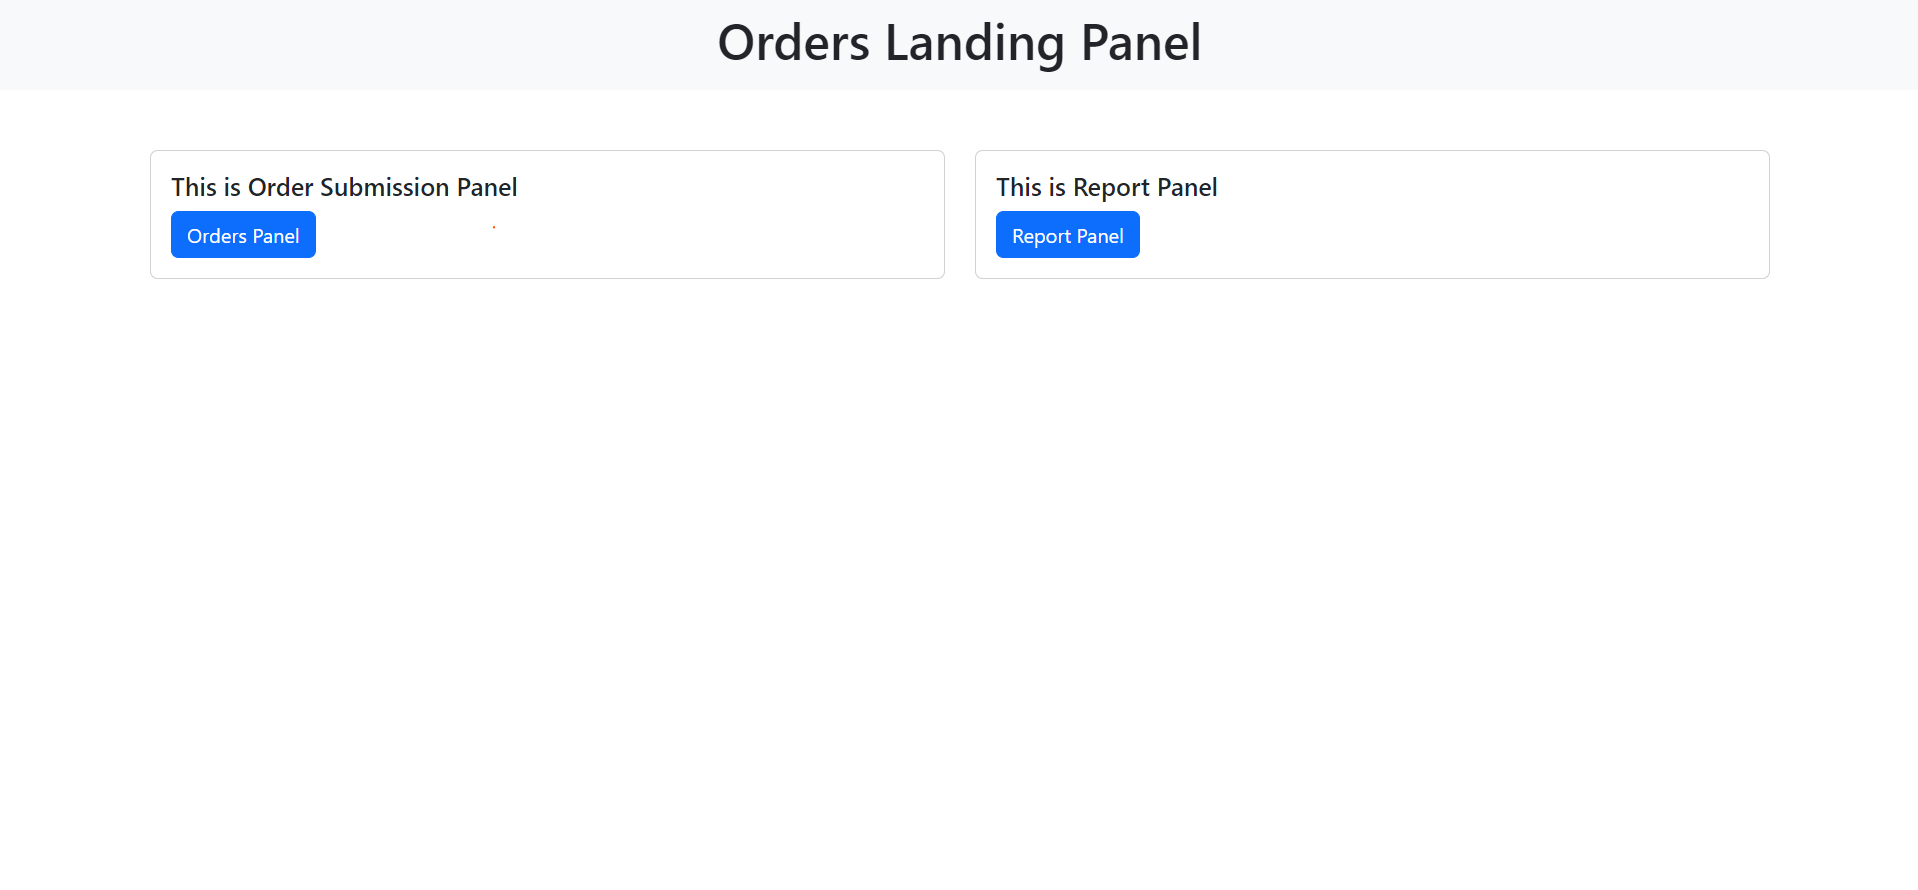 Orders Landing Panel
This is Order Submission Panel
Orders Panel
This is Report Panel
Report Panel